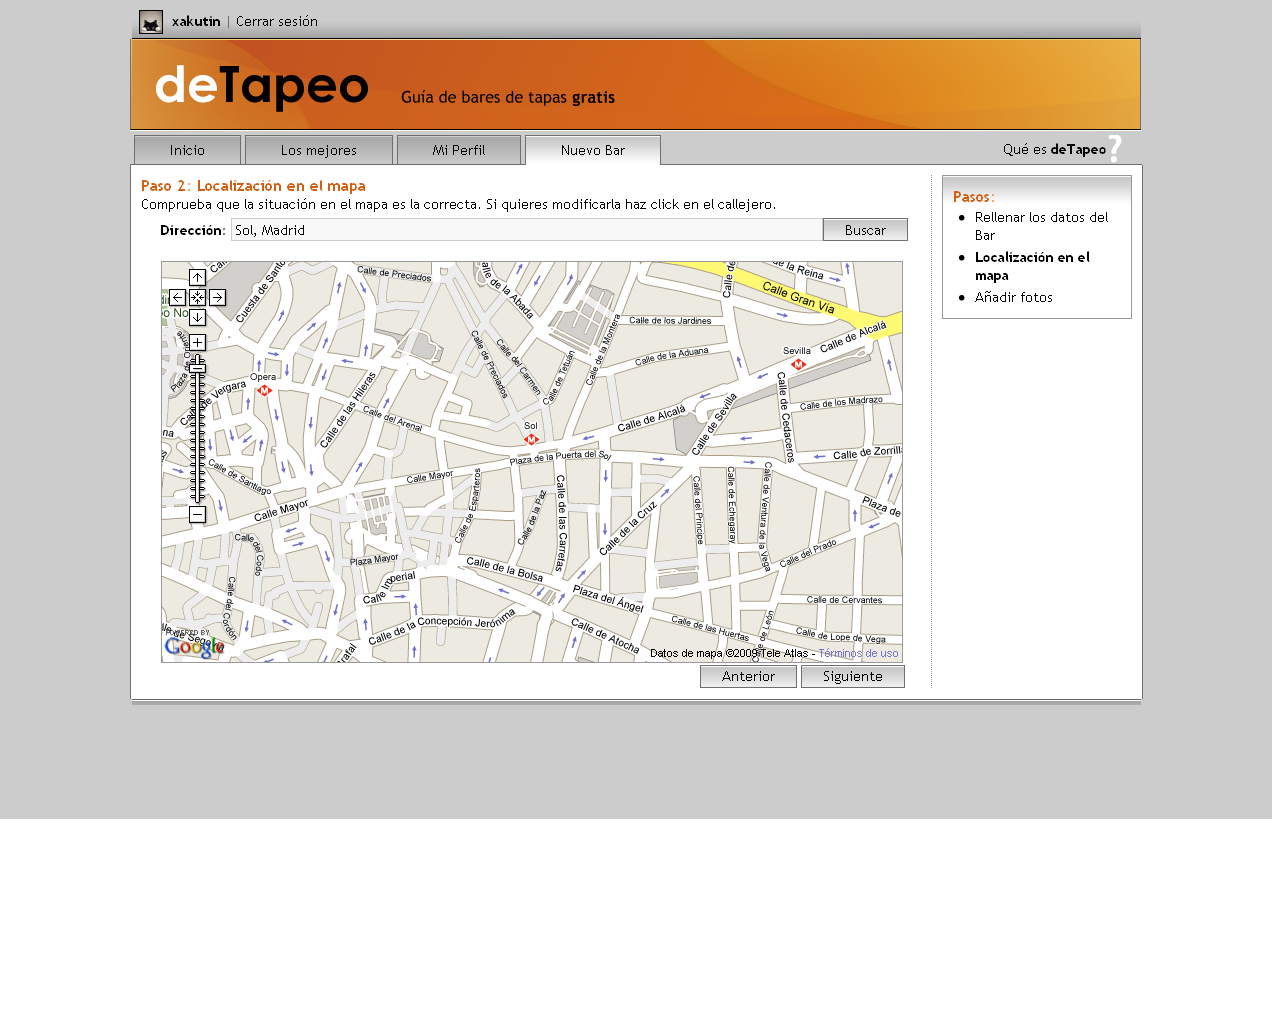 xakutin | Cerrar sesión
deTapeo
Guía de bares de tapas gratis
Inicio
Los mejores
Mi Perfil
Nuevo Bar
Qué es deTapeo?
Paso 2: Localización en el mapa
Comprueba que la situación en el mapa es la correcta. Si quieres modificarla haz click en el callejero.
Dirección: Sol, Madrid
Buscar
Calle de Preciados
Cuesta de Santo
Calle de la Abada
de la Reina
Calle Gran Vía
Calle de los Jardines
Calle de la Montera
Calle de la Aduana
Sevilla
Calle de Alcalá
Calle de Preciados
Calle del Carmen
Calle de Tetuán
Opera
Vergara
Calle de las Hileras
Calle del Arenal
Sol
Calle de Alcalá
Calle de Sevilla
Calle de Cedaceros
Calle de los Madrazo
Plaza de la Puerta del Sol
Calle de Zorrill
Calle de Santiago
Calle Mayor
Calle Mayor
Calle de Esparteros
Calle de la Paz
Calle de las Carretas
Calle de la Cruz
Calle del Príncipe
Calle de Echegaray
Calle de Ventura de la Vega
Plaza de
Calle del Codo
Plaza Mayor
Calle de la Bolsa
Calle del Prado
Calle Imperial
Plaza del Ángel
Calle de Cervantes
Calle del Cordón
Calle de la Concepción Jerónima
Calle de Atocha
Calle de las Huertas
Calle de León
Calle de Lope de Vega
POWERED BY
Google
Datos de mapa ©2009 Tele Atlas - Términos de uso
Anterior
Siguiente
Pasos:
Rellenar los datos del
Bar
Localización en el
mapa
Añadir fotos